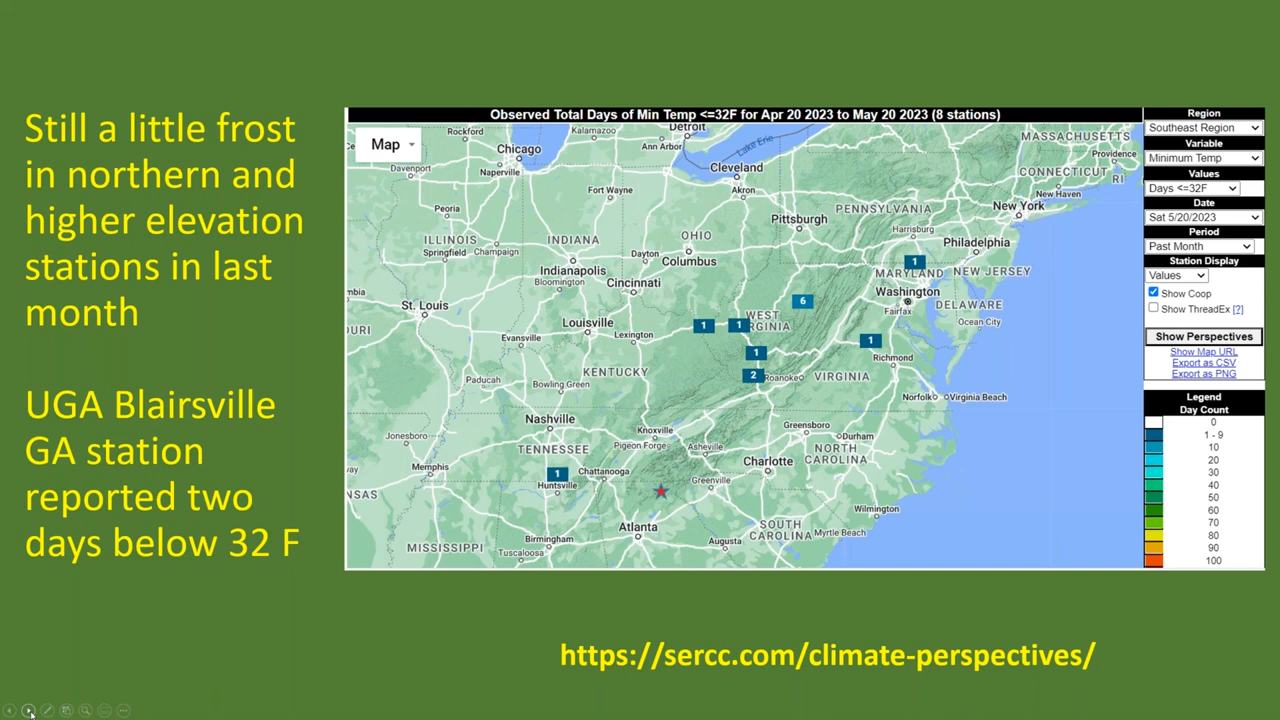 Still a little frost
in northern and
higher elevation
stations in last
month
UGA Blairsville
GA station
reported two
days below 32 F
Observed Total Days of Min Temp <=32F for Apr 20 2023 to May 20 2023 (8 stations)
Map
Rockford
Kalamazoo
Detroit
Ann Arbor
Lake Erie
MASSACHUSETTS
Chicago
Naperville
Davenport
Cleveland
Akron
Providence
CONNECTICUT
RI
New Haven
Fort Wayne
Peoria
New York
PENNSYLVANIA
Pittsburgh
Harrisburg
Philadelphia
ILLINOIS
Springfield
Champaign
INDIANA
OHIO
Dayton
Columbus
Indianapolis
Bloomington
Cincinnati
1
MARYLAND
NEW JERSEY
Washington
DELAWARE
Fairfax
Ocean City
6
WEST
VIRGINIA
1
1
St. Louis
Louisville
Lexington
Evansville
1
1
Richmond
2
Roanoke
VIRGINIA
KENTUCKY
Paducah
Bowling Green
Norfolk
Virginia Beach
Nashville
Knoxville
Greensboro
Durham
Jonesboro
Pigeon Forge
Asheville
NORTH
CAROLINA
TENNESSEE
Memphis
1
Chattanooga
Charlotte
Huntsville
Greenville
Wilmington
Atlanta
SOUTH
CAROLINA
Myrtle Beach
Birmingham
Augusta
MISSISSIPPI
Tuscaloosa
Region
Southeast Region
Variable
Minimum Temp
Values
Days <=32F
Date
Sat 5/20/2023
Period
Past Month
Station Display
Values
Show Coop
Show ThreadEx [?]
Show Perspectives
Show Map URL
Export as CSV
Export as PNG
Legend
Day Count
0
1 - 9
10
20
30
40
50
60
70
80
90
100
https://sercc.com/climate-perspectives/